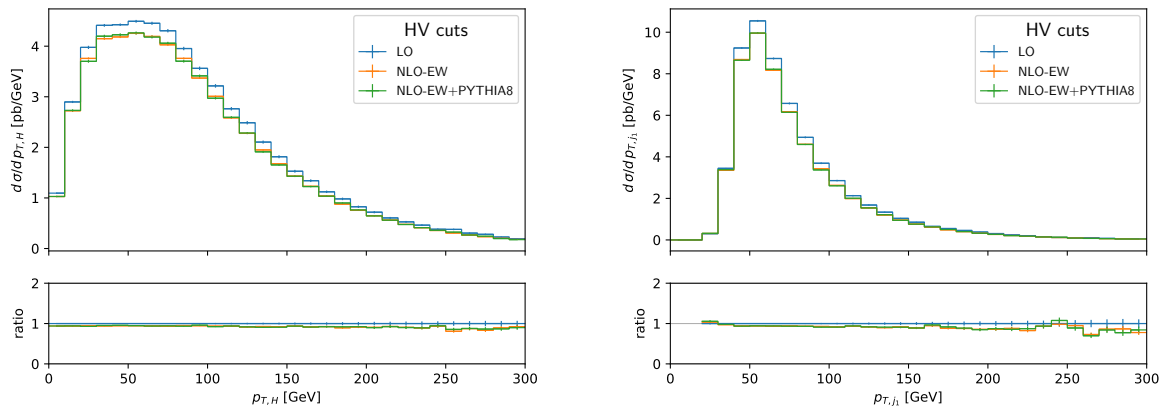 HV cuts
LO
NLO-EW
NLO-EW+PYTHIA8
dσ/dp_{T,H} [pb/GeV]
4
3
2
1
0
ratio
2
1
0
0 50 100 150 200 250 300
p_{T,H} [GeV]
HV cuts
LO
NLO-EW
NLO-EW+PYTHIA8
dσ/dp_{T,j_1} [pb/GeV]
10
8
6
4
2
0
ratio
2
1
0
0 50 100 150 200 250 300
p_{T,j_1} [GeV]